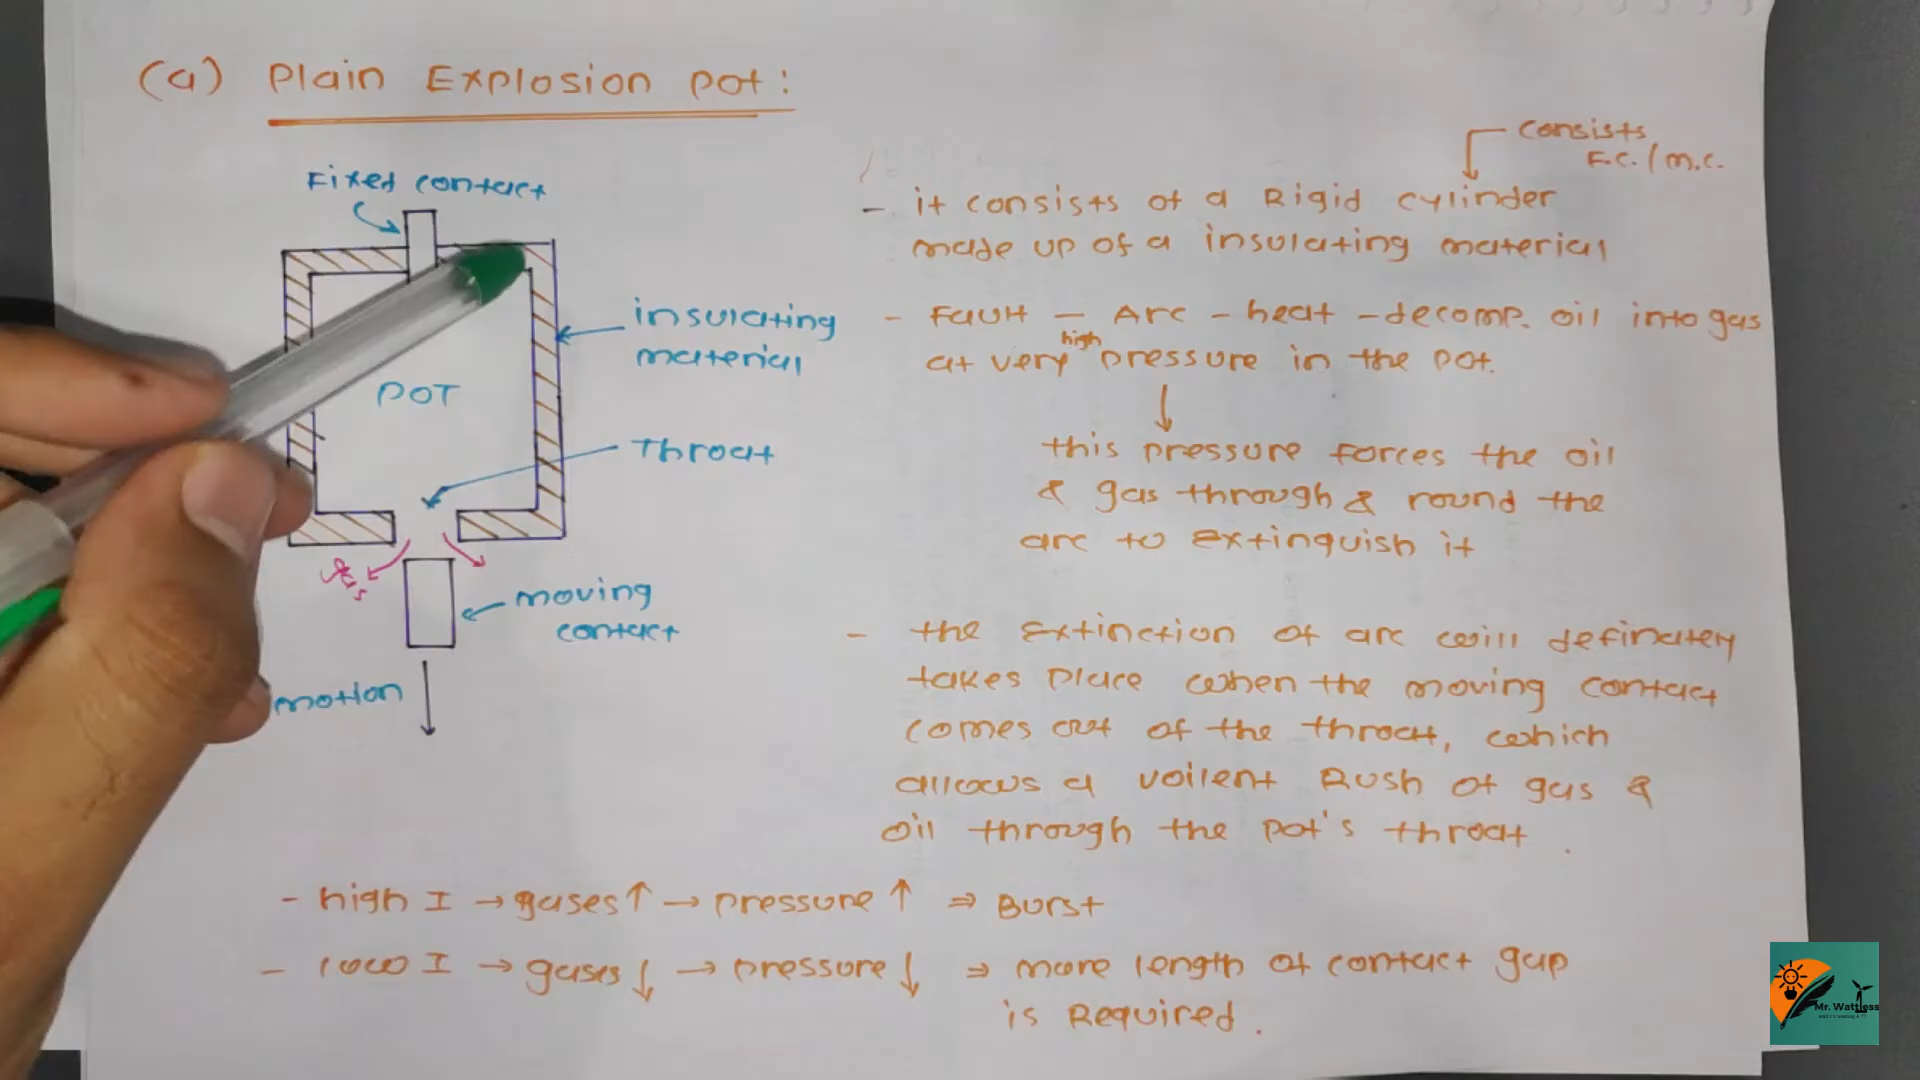 (a) Plain Explosion pot:
Fixed contact
insulating
material
POT
Throat
gas
moving
contact
motion
consists
F.C. / m.c.
- it consists of a Rigid cylinder
made up of a insulating material
- Fault - Arc - heat - decomp. oil into gas
at very high pressure in the pot.
this pressure forces the oil
& gas through & round the
arc to extinguish it
- the extinction of arc will definately
takes place when the moving contact
comes out of the throat, which
allows a voilent Rush of gas &
oil through the pot's throat.
- high I → gases ↑ → pressure ↑ ⇒ Burst
- low I → gases ↓ → pressure ↓ ⇒ more length of contact gap
is Required.
Mr. Wattless